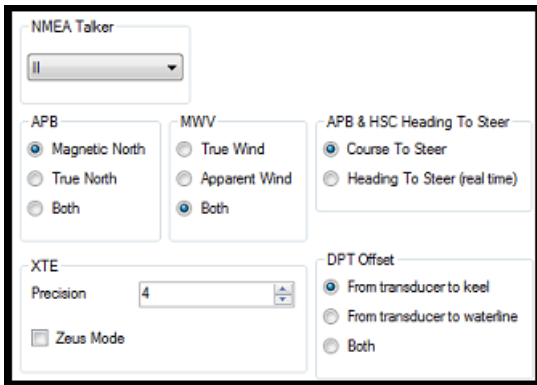 NMEA Talker
II
APB
Magnetic North
True North
Both
MWV
True Wind
Apparent Wind
Both
APB & HSC Heading To Steer
Course To Steer
Heading To Steer (real time)
XTE
Precision 4
Zeus Mode
DPT Offset
From transducer to keel
From transducer to waterline
Both